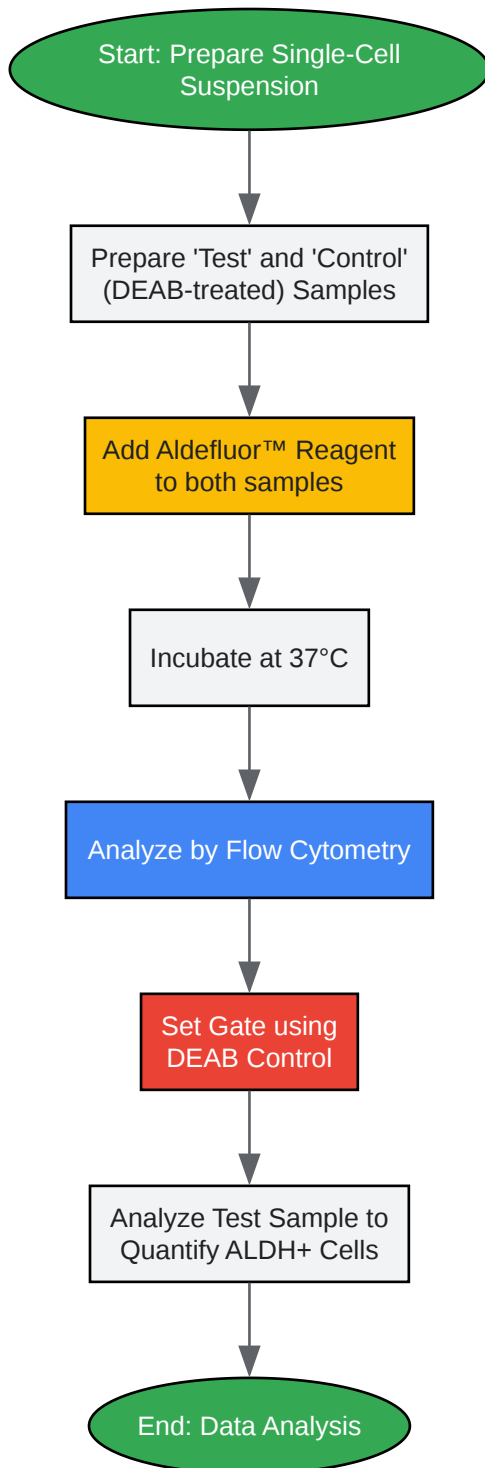 Start: Prepare Single-Cell
Suspension
Prepare 'Test' and 'Control'
(DEAB-treated) Samples
Add Aldefluor™ Reagent
to both samples
Incubate at 37°C
Analyze by Flow Cytometry
Set Gate using
DEAB Control
Analyze Test Sample to
Quantify ALDH+ Cells
End: Data Analysis